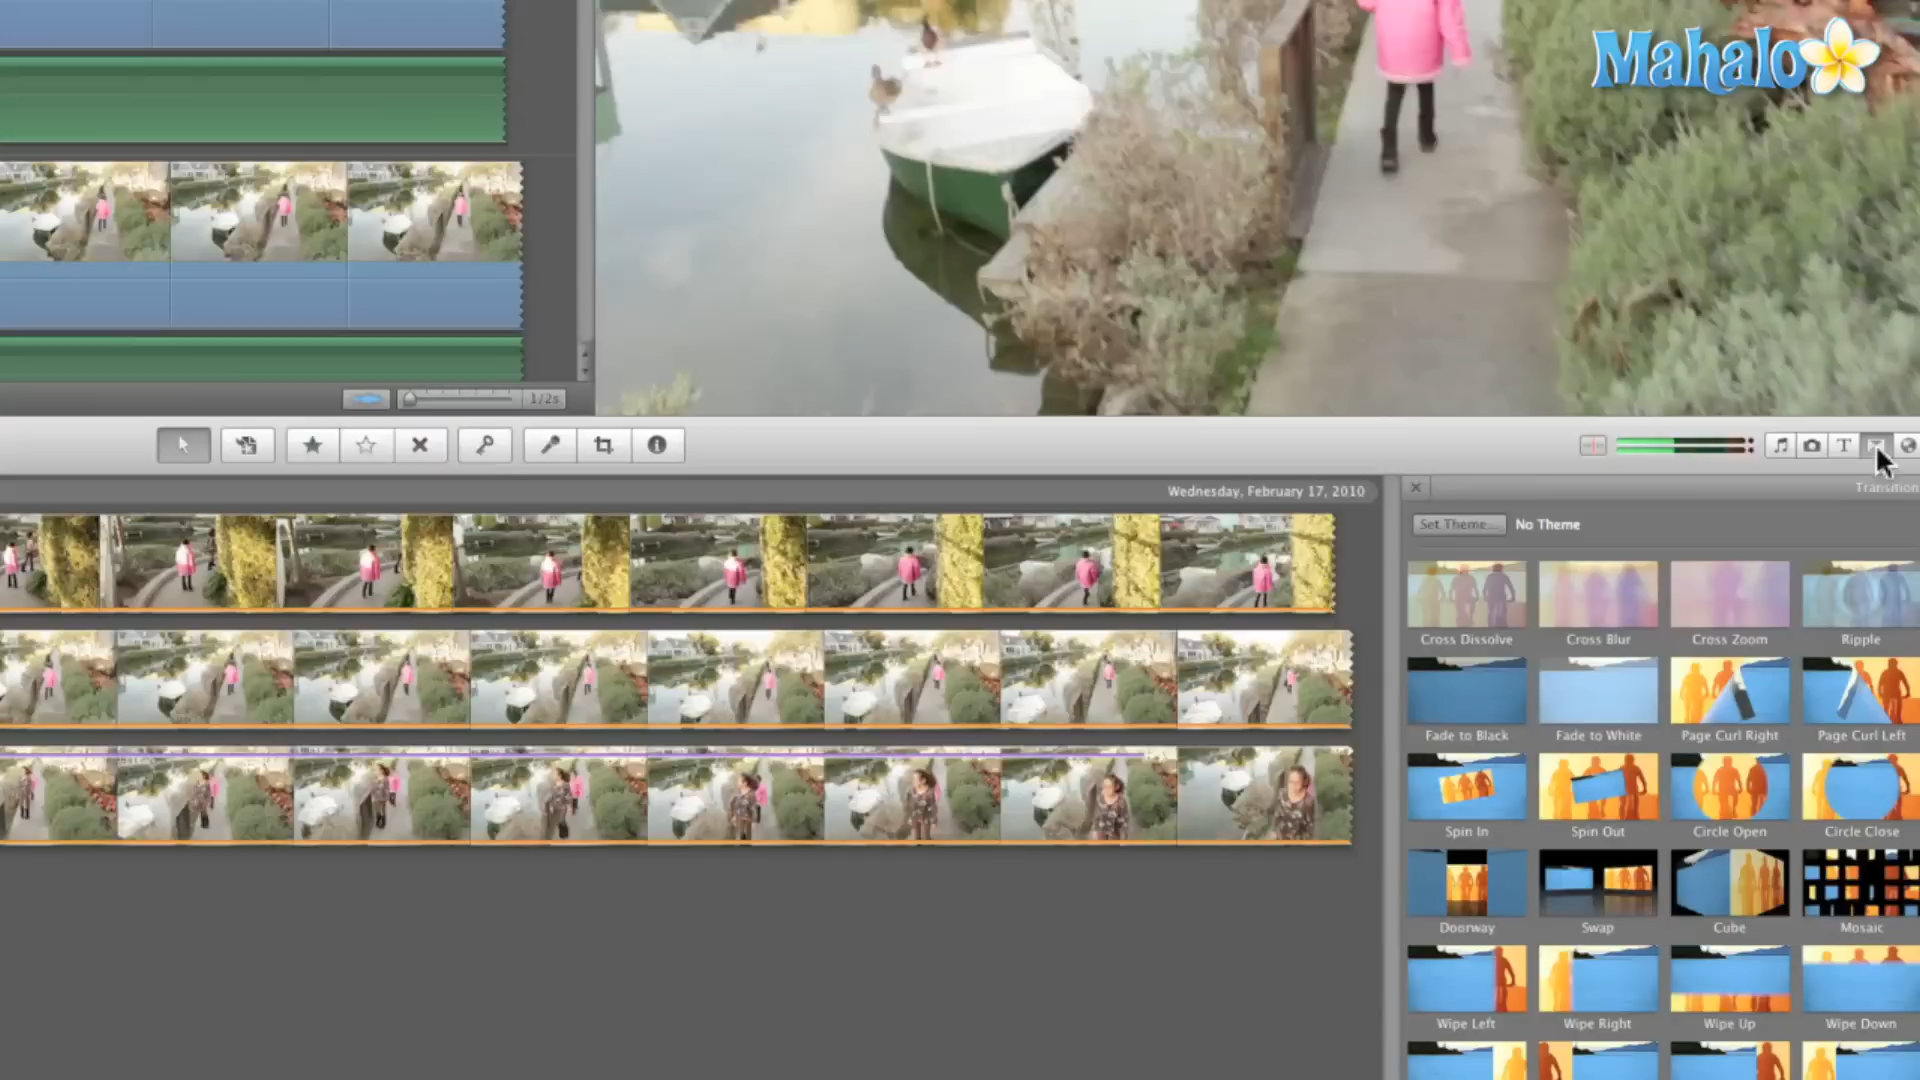 Mahalo
1/2s
T
Wednesday, February 17, 2010
Transition
Set Theme... No Theme
Cross Dissolve Cross Blur Cross Zoom Ripple
Fade to Black Fade to White Page Curl Right Page Curl Left
Spin In Spin Out Circle Open Circle Close
Doorway Swap Cube Mosaic
Wipe Left Wipe Right Wipe Up Wipe Down